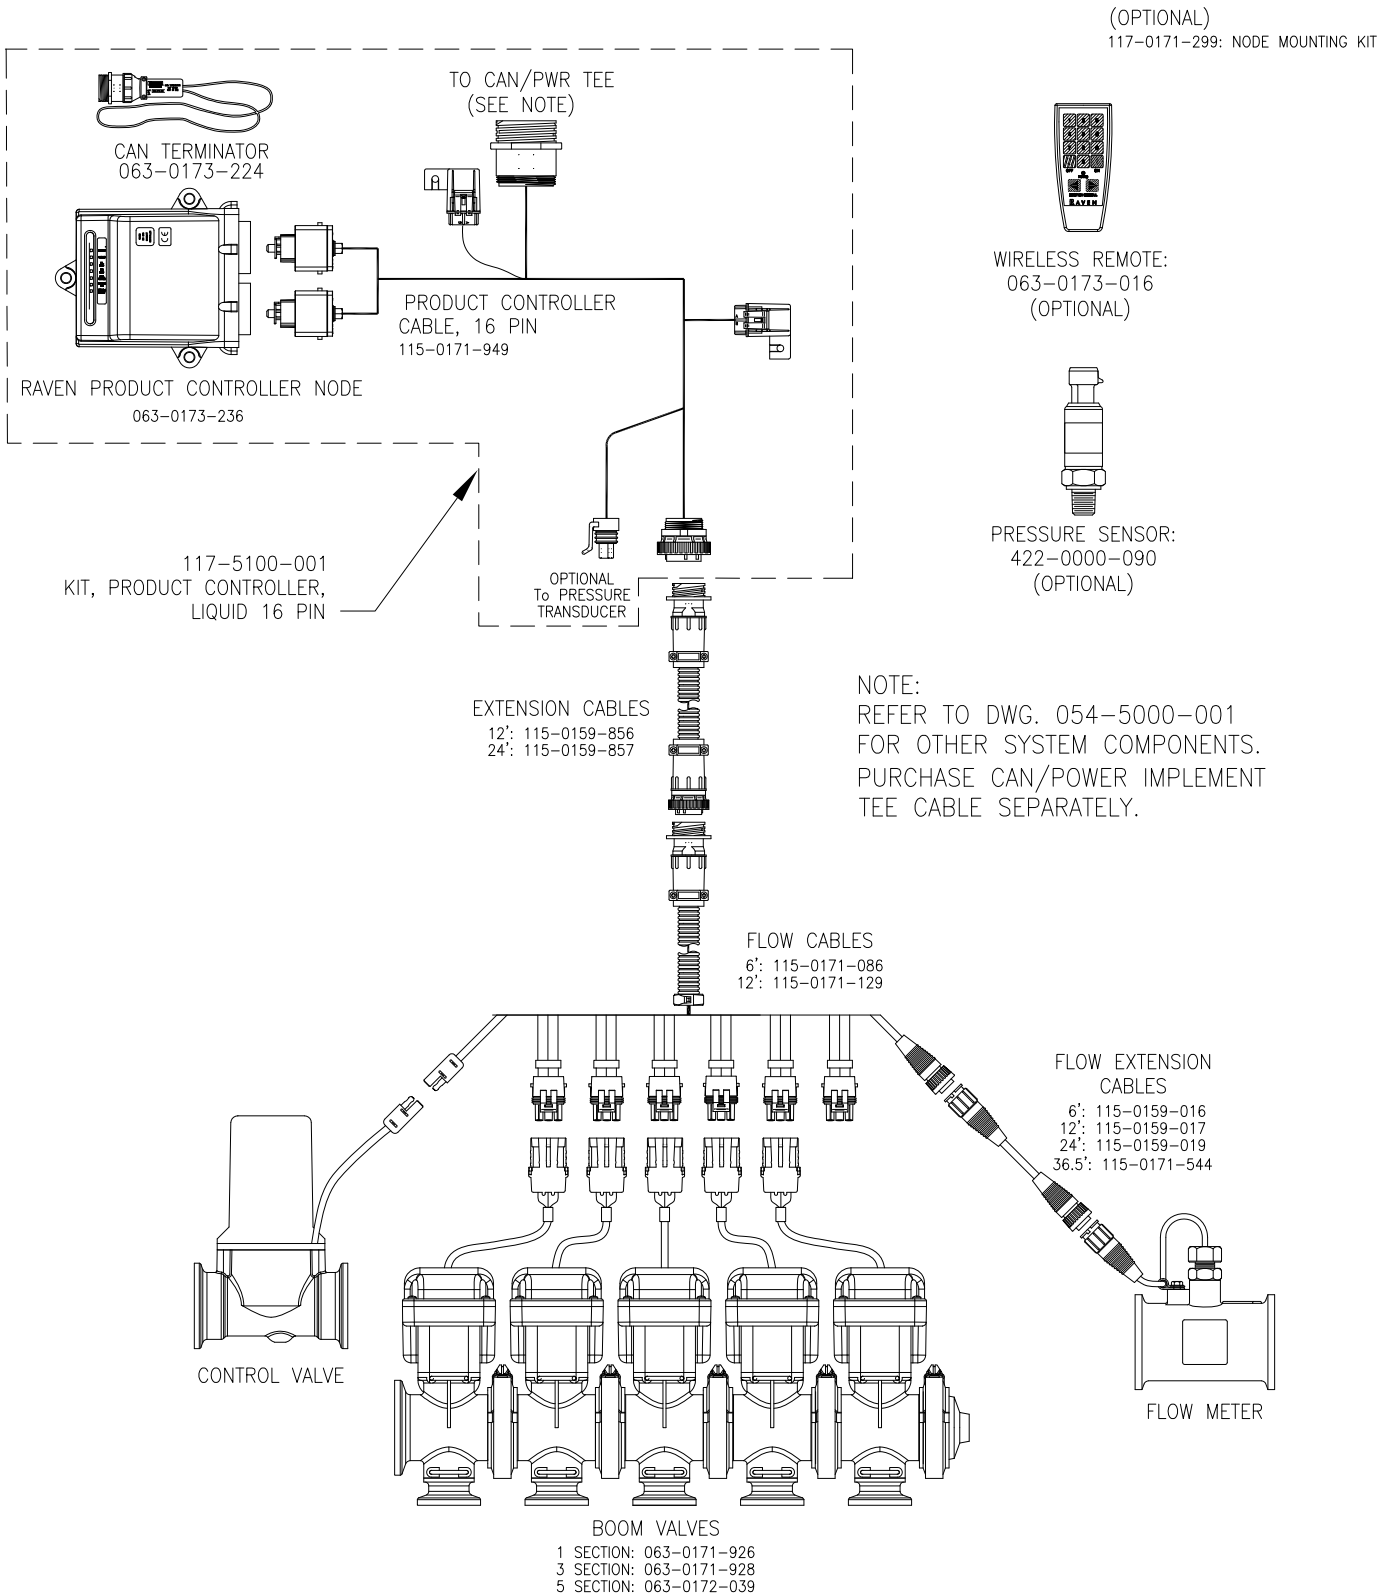 (OPTIONAL)
117-0171-299: NODE MOUNTING KIT
TO CAN/PWR TEE
(SEE NOTE)
CAN TERMINATOR
063-0173-224
RAVEN
WIRELESS REMOTE:
063-0173-016
(OPTIONAL)
PRODUCT CONTROLLER
CABLE, 16 PIN
115-0171-949
RAVEN PRODUCT CONTROLLER NODE
063-0173-236
PRESSURE SENSOR:
422-0000-090
(OPTIONAL)
117-5100-001
KIT, PRODUCT CONTROLLER,
LIQUID 16 PIN
OPTIONAL
To PRESSURE
TRANSDUCER
EXTENSION CABLES
12': 115-0159-856
24': 115-0159-857
NOTE:
REFER TO DWG. 054-5000-001
FOR OTHER SYSTEM COMPONENTS.
PURCHASE CAN/POWER IMPLEMENT
TEE CABLE SEPARATELY.
FLOW CABLES
6': 115-0171-086
12': 115-0171-129
FLOW EXTENSION
CABLES
6': 115-0159-016
12': 115-0159-017
24': 115-0159-019
36.5': 115-0171-544
CONTROL VALVE
FLOW METER
BOOM VALVES
1 SECTION: 063-0171-926
3 SECTION: 063-0171-928
5 SECTION: 063-0172-039